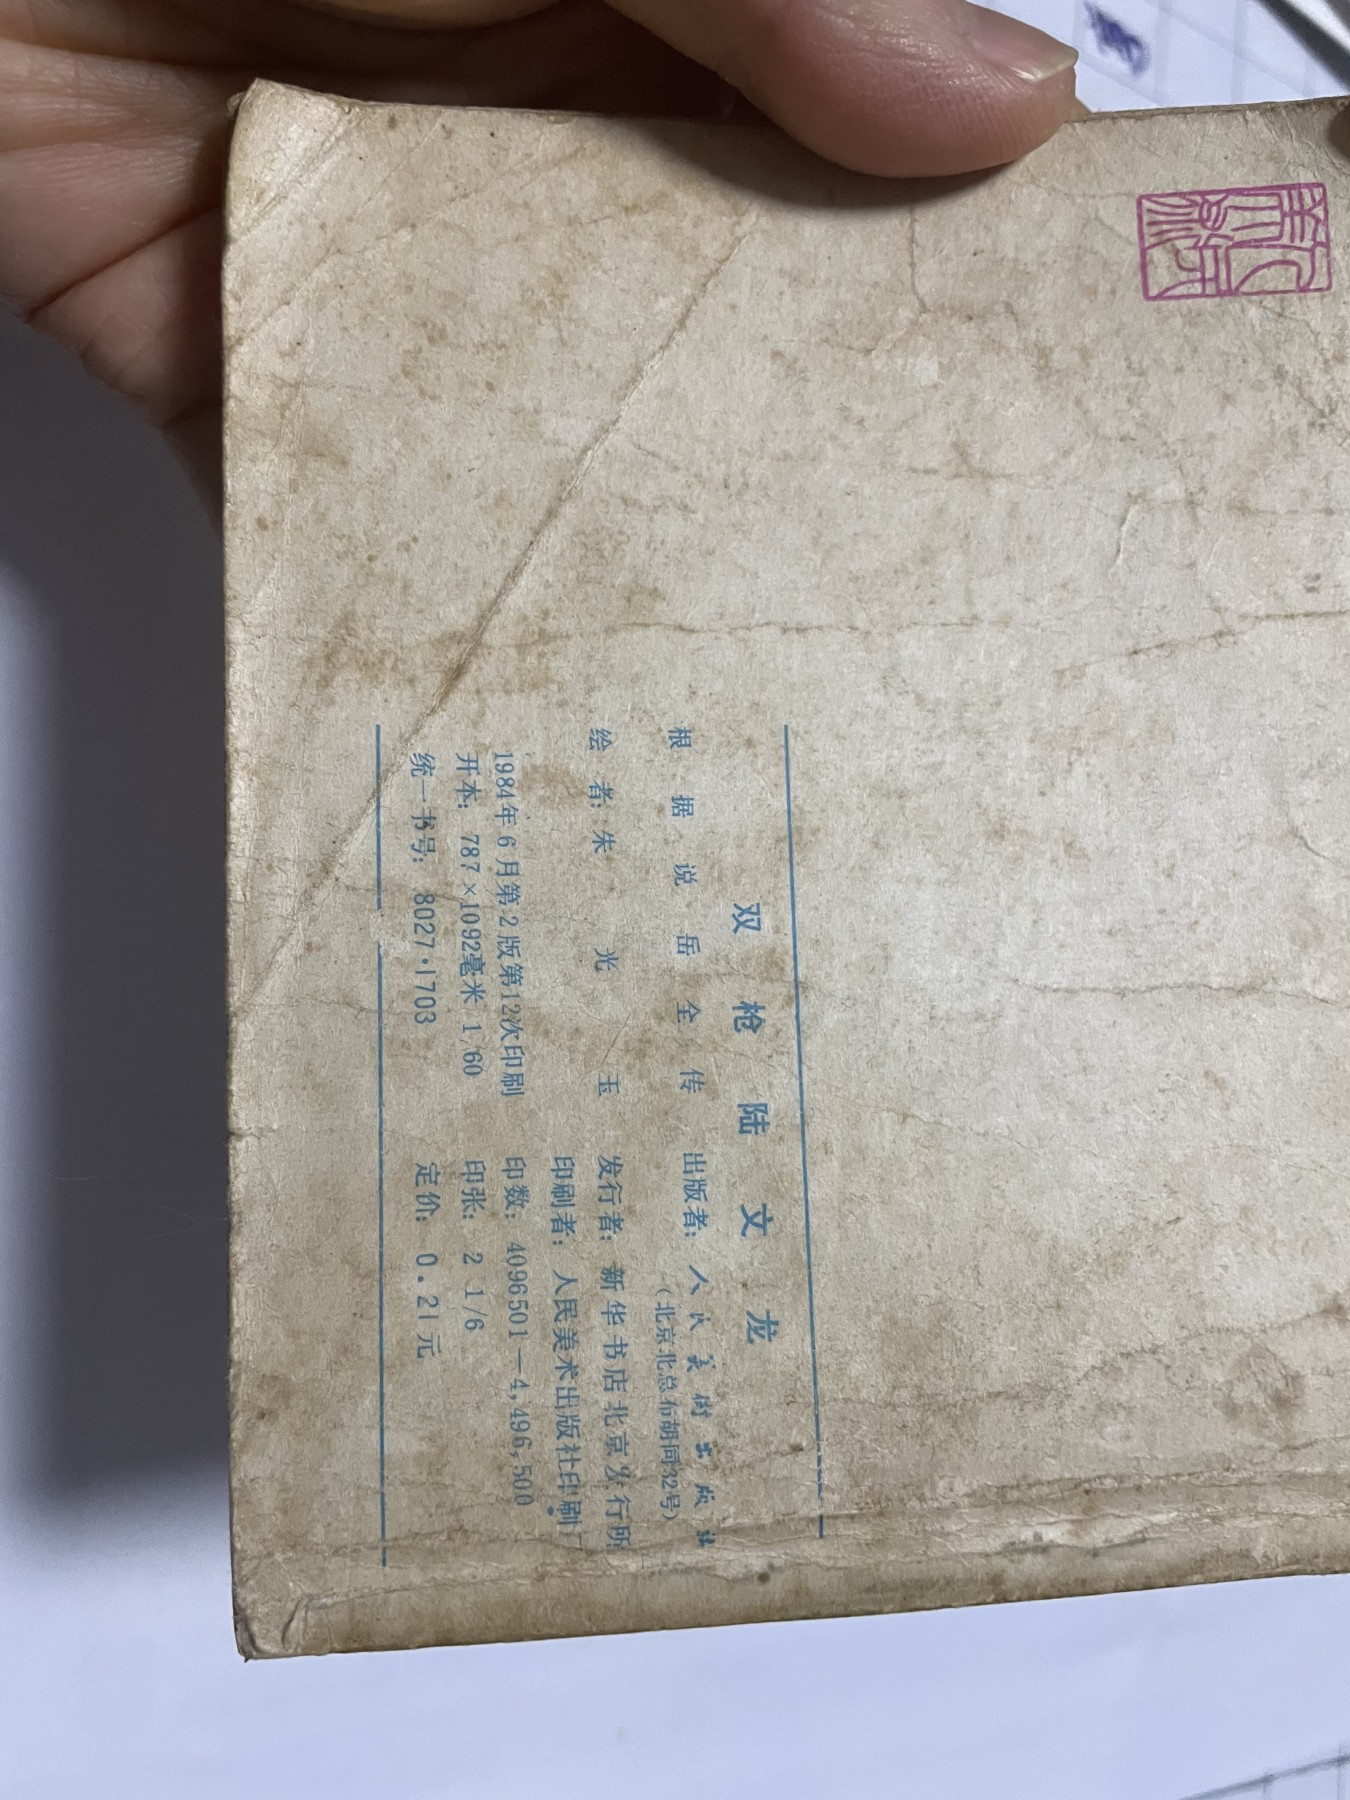 双枪陆文龙
根据说岳全传
绘者：朱光玉
1984年6月第2版第12次印刷
开本：787×1092毫米 1/60
统一书号：8027·1703
出版者：人民美术出版社
（北京北总布胡同32号）
发行者：新华书店北京发行所
印刷者：人民美术出版社印刷厂
印数：4096501－4,496,500
印张：2 1/6
定价：0.21元